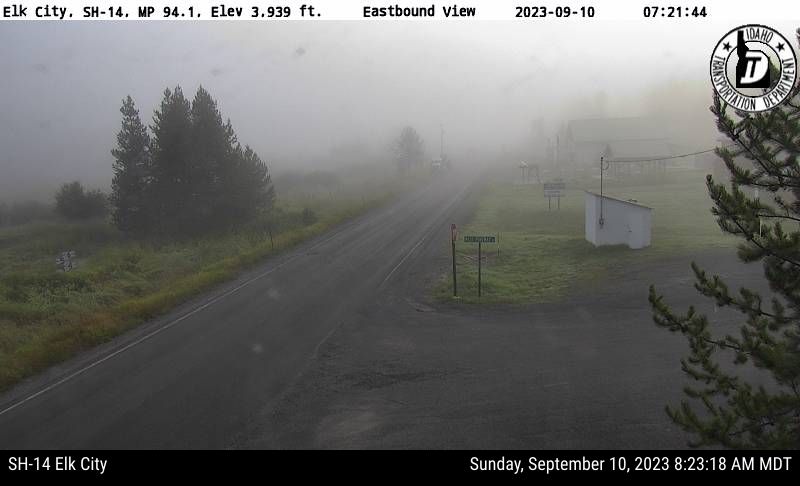 Elk City, SH-14, MP 94.1, Elev 3,939 ft. Eastbound View 2023-09-10 07:21:44
IDAHO
TRANSPORTATION DEPARTMENT
SH-14 Elk City Sunday, September 10, 2023 8:23:18 AM MDT